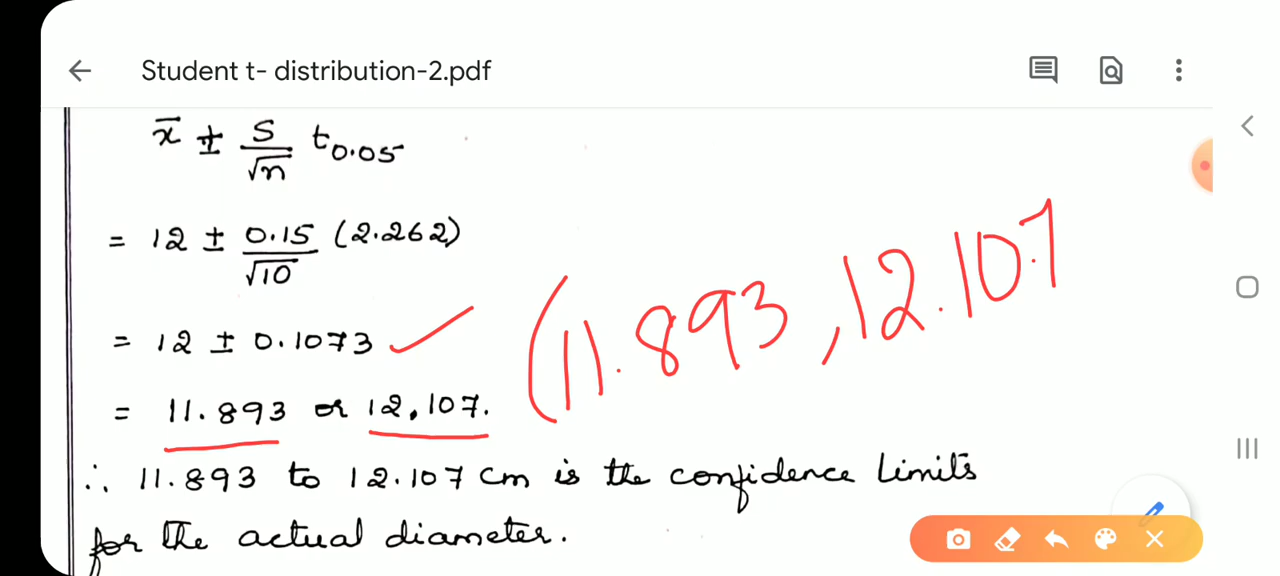 Student t- distribution-2.pdf
x̄ ± S/√n t0.05
= 12 ± 0.15/√10 (2.262)
= 12 ± 0.1073
= 11.893 or 12.107.
(11.893, 12.107
∴ 11.893 to 12.107 cm is the confidence limits
for the actual diameter.